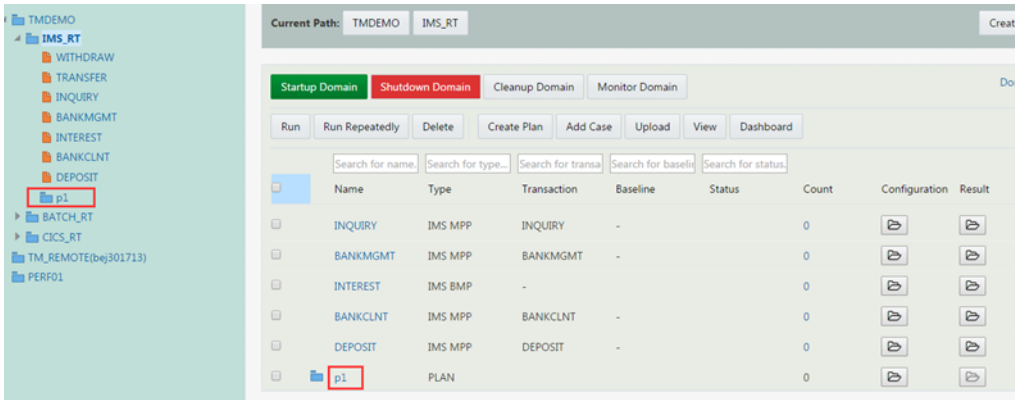 TMDEMO
IMS_RT
WITHDRAW
TRANSFER
INQUIRY
BANKMGMT
INTEREST
BANKCLNT
DEPOSIT
p1
BATCH_RT
CICS_RT
TM_REMOTE(bej301713)
PERF01
Current Path: TMDEMO IMS_RT Creat
Startup Domain Shutdown Domain Cleanup Domain Monitor Domain Do
Run Run Repeatedly Delete Create Plan Add Case Upload View Dashboard
Search for name. Search for type... Search for transa Search for baselin Search for status.
Name Type Transaction Baseline Status Count Configuration Result
INQUIRY IMS MPP INQUIRY - 0
BANKMGMT IMS MPP BANKMGMT - 0
INTEREST IMS BMP - 0
BANKCLNT IMS MPP BANKCLNT - 0
DEPOSIT IMS MPP DEPOSIT - 0
p1 PLAN 0